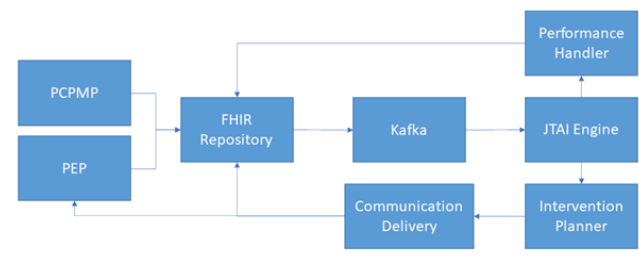 Performance
Handler
PCPMP
FHIR
Repository
Kafka
JTAI Engine
PEP
Communication
Delivery
Intervention
Planner